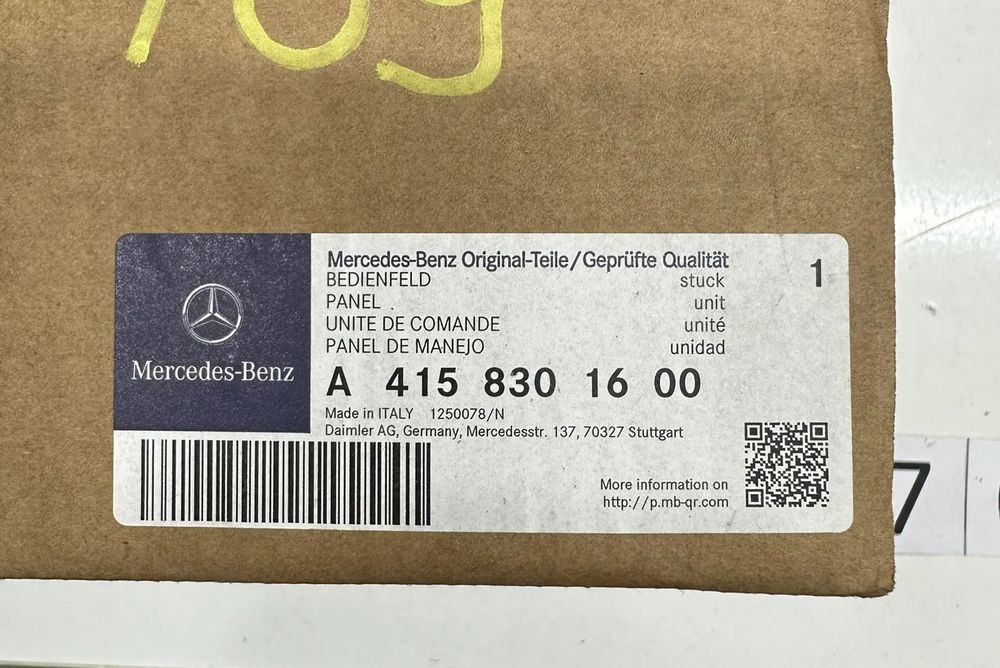 109
Mercedes-Benz
Mercedes-Benz Original-Teile/Geprüfte Qualität
1
BEDIENFELD stuck
PANEL unit
UNITE DE COMANDE unité
PANEL DE MANEJO unidad
A 415 830 16 00
Made in ITALY 1250078/N
Daimler AG, Germany, Mercedesstr. 137, 70327 Stuttgart
More information on
http://p.mb-qr.com
7